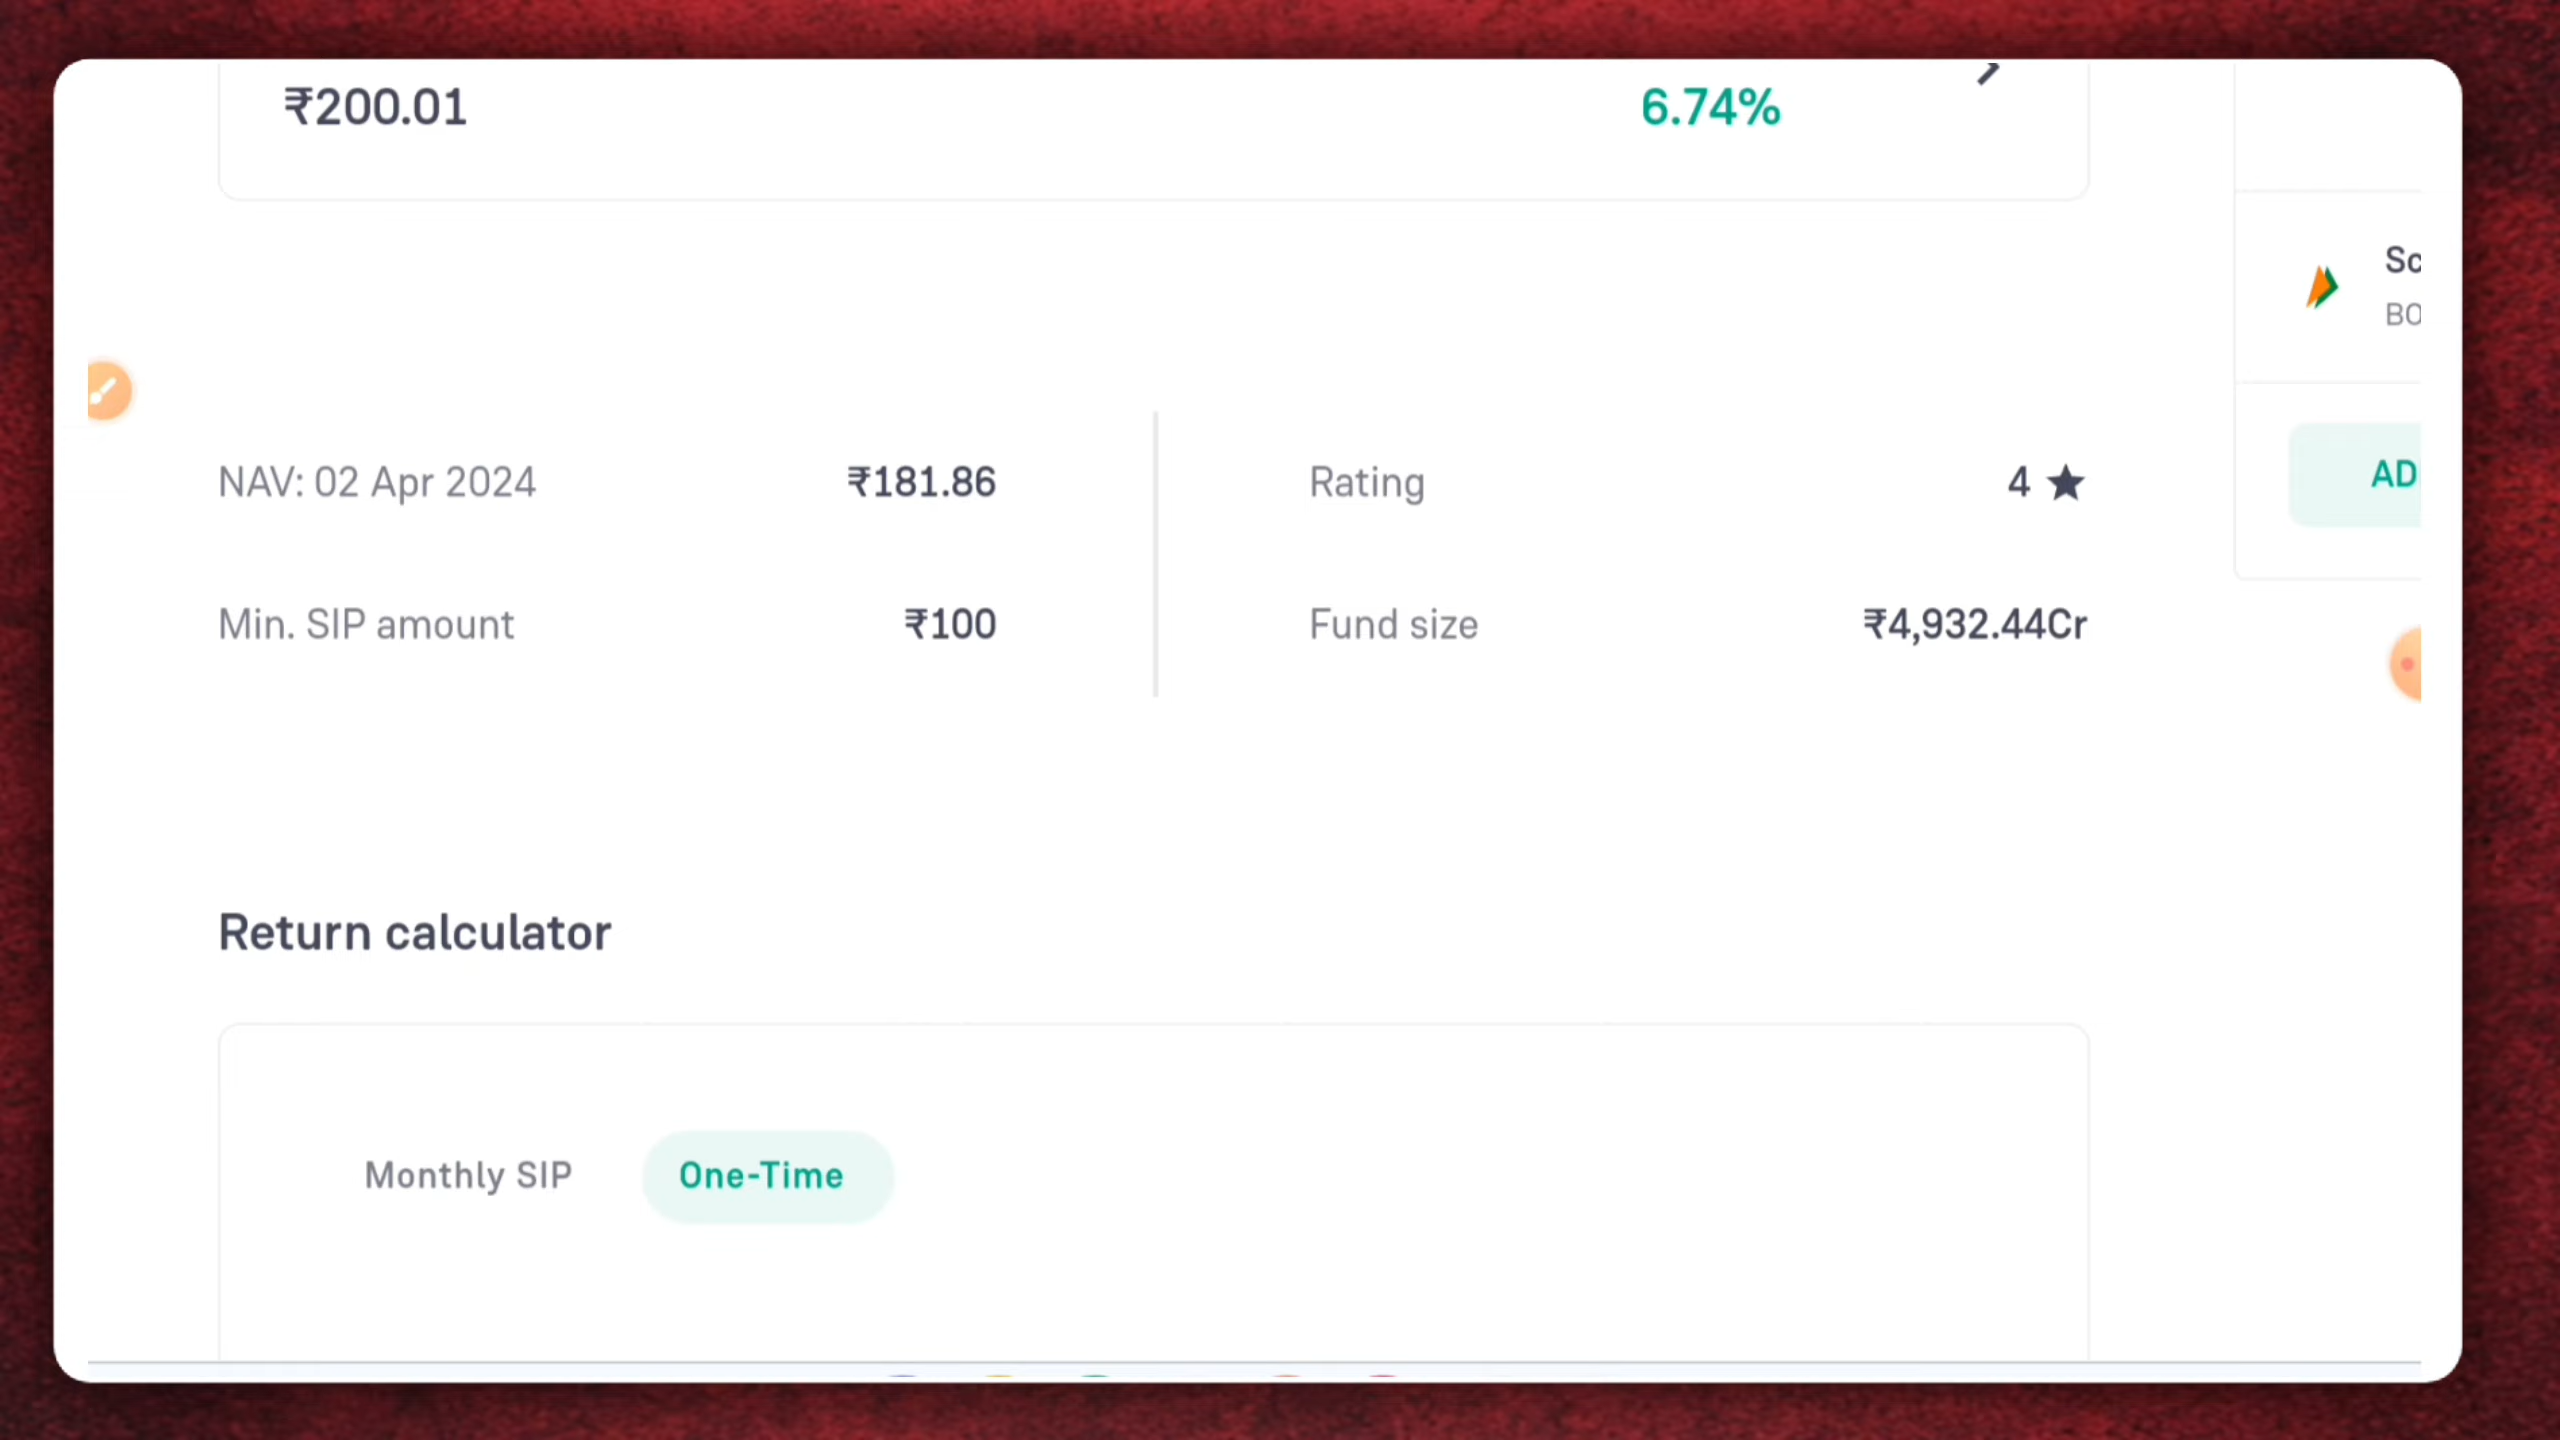 ₹200.01 6.74%
NAV: 02 Apr 2024 ₹181.86
Min. SIP amount ₹100
Rating 4 ★
Fund size ₹4,932.44Cr
Return calculator
Monthly SIP One-Time
Sc
BO
AD